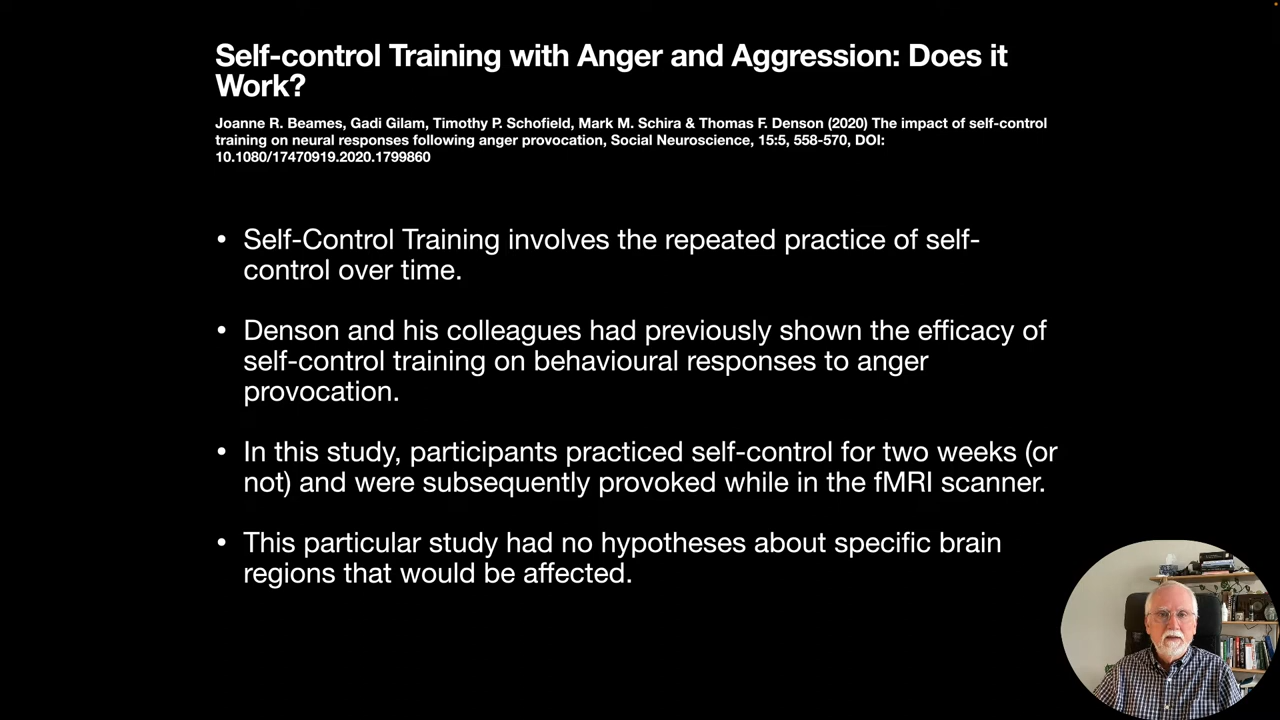 Self-control Training with Anger and Aggression: Does it
Work?
Joanne R. Beames, Gadi Gilam, Timothy P. Schofield, Mark M. Schira & Thomas F. Denson (2020) The impact of self-control
training on neural responses following anger provocation, Social Neuroscience, 15:5, 558-570, DOI:
10.1080/17470919.2020.1799860
• Self-Control Training involves the repeated practice of self-
control over time.
• Denson and his colleagues had previously shown the efficacy of
self-control training on behavioural responses to anger
provocation.
• In this study, participants practiced self-control for two weeks (or
not) and were subsequently provoked while in the fMRI scanner.
• This particular study had no hypotheses about specific brain
regions that would be affected.